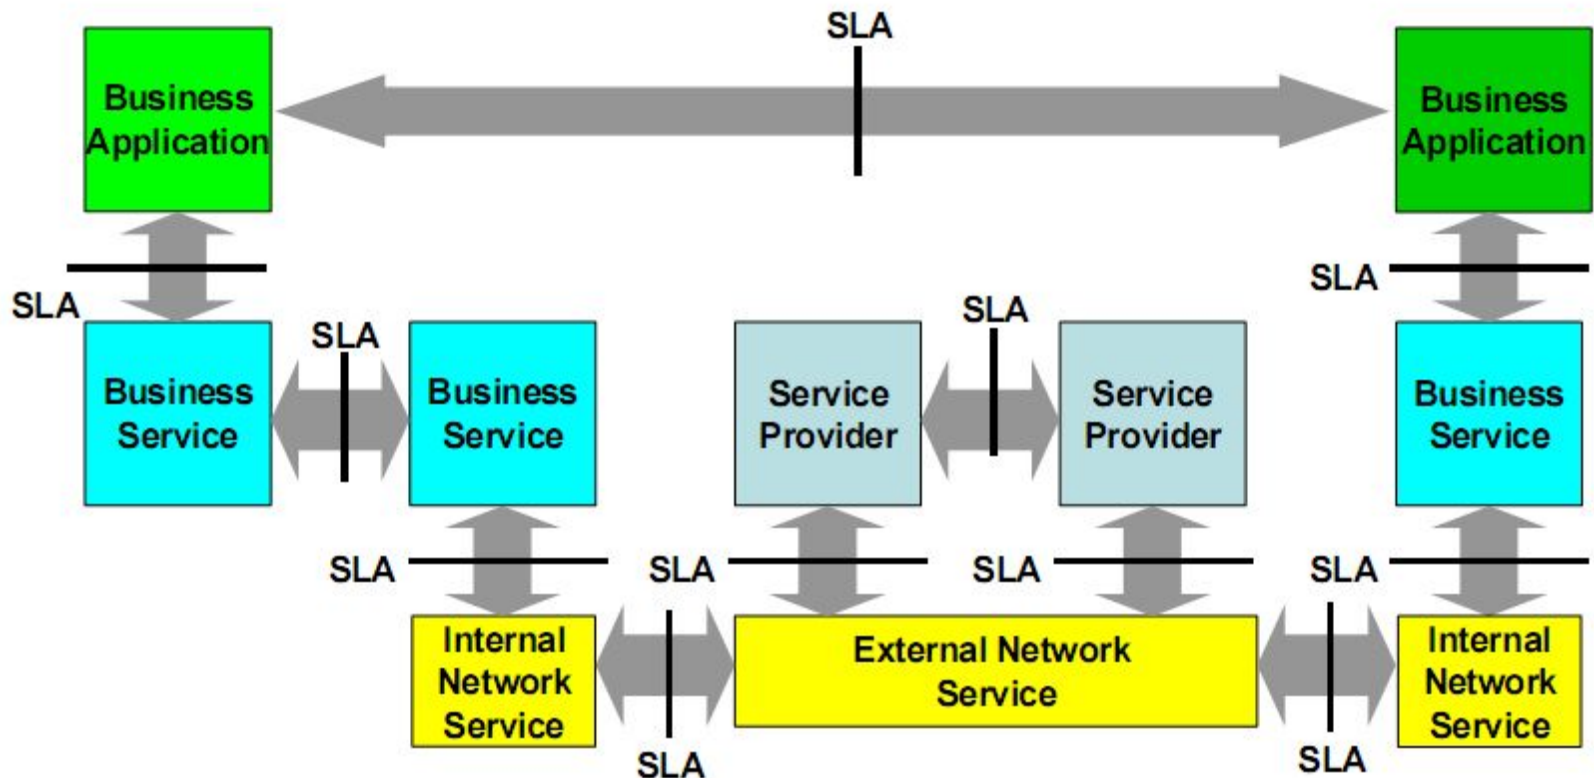 SLA
Business
Application
Business
Application
SLA
SLA
SLA
SLA
Business
Service
Business
Service
Service
Provider
Service
Provider
Business
Service
SLA
SLA
SLA
SLA
Internal
Network
Service
External Network
Service
Internal
Network
Service
SLA
SLA